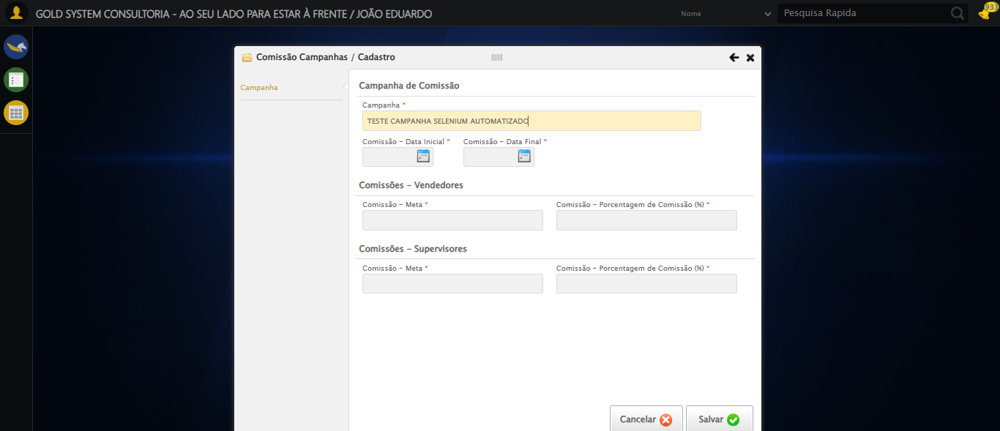 GOLD SYSTEM CONSULTORIA - AO SEU LADO PARA ESTAR À FRENTE / JOÃO EDUARDO
Nome
Pesquisa Rapida
933
Comissão Campanhas / Cadastro
Campanha
Campanha de Comissão
Campanha *
TESTE CAMPANHA SELENIUM AUTOMATIZADO
Comissão - Data Inicial * Comissão - Data Final *
Comissões - Vendedores
Comissão - Meta * Comissão - Porcentagem de Comissão (%) *
Comissões - Supervisores
Comissão - Meta * Comissão - Porcentagem de Comissão (%) *
Cancelar Salvar